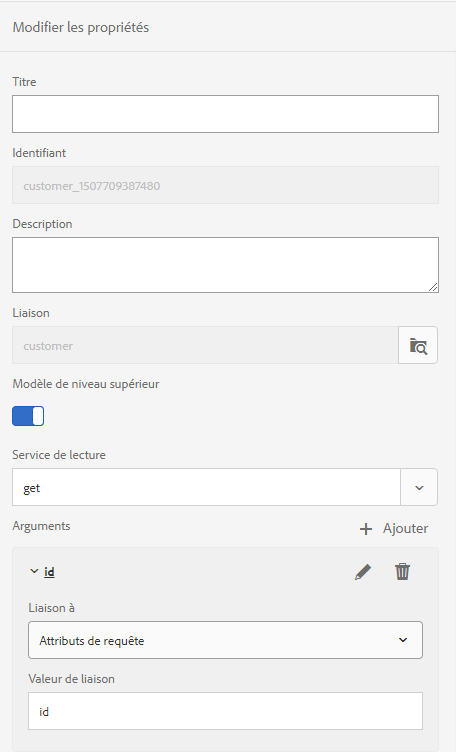 Modifier les propriétés
Titre
Identifiant
customer_1507709387480
Description
Liaison
customer
Modèle de niveau supérieur
Service de lecture
get
Arguments
Ajouter
id
Liaison à
Attributs de requête
Valeur de liaison
id